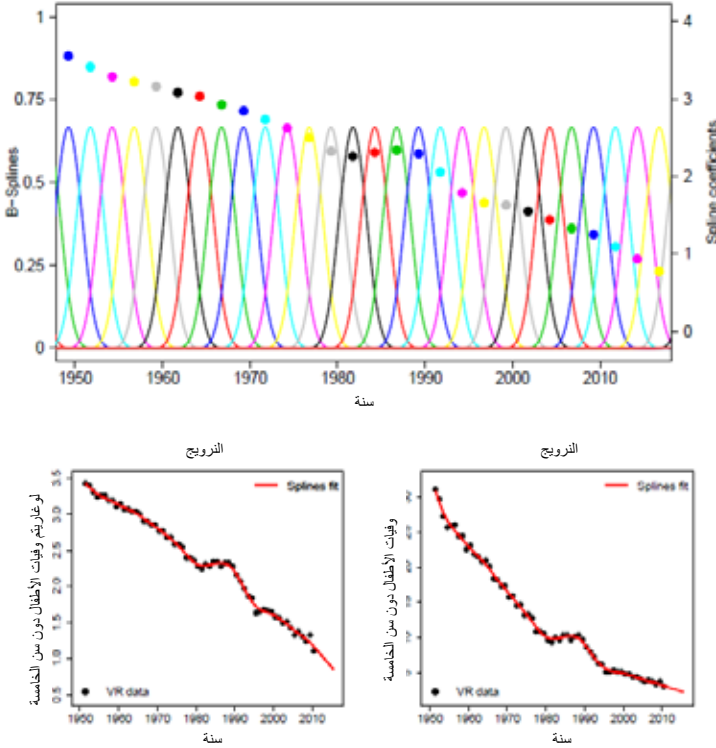 1
0.75
0.5
0.25
0
B-Splines
4
3
2
1
0
Spline coefficients
1950 1960 1970 1980 1990 2000 2010
سنة
النرويج
Splines fit
لوغاريتم وفيات الأطفال دون سن الخامسة
3.5
3.0
2.5
2.0
1.5
1.0
0.5
VR data
1950 1960 1970 1980 1990 2000 2010
سنة
النرويج
Splines fit
وفيات الأطفال دون سن الخامسة
VR data
1950 1960 1970 1980 1990 2000 2010
سنة